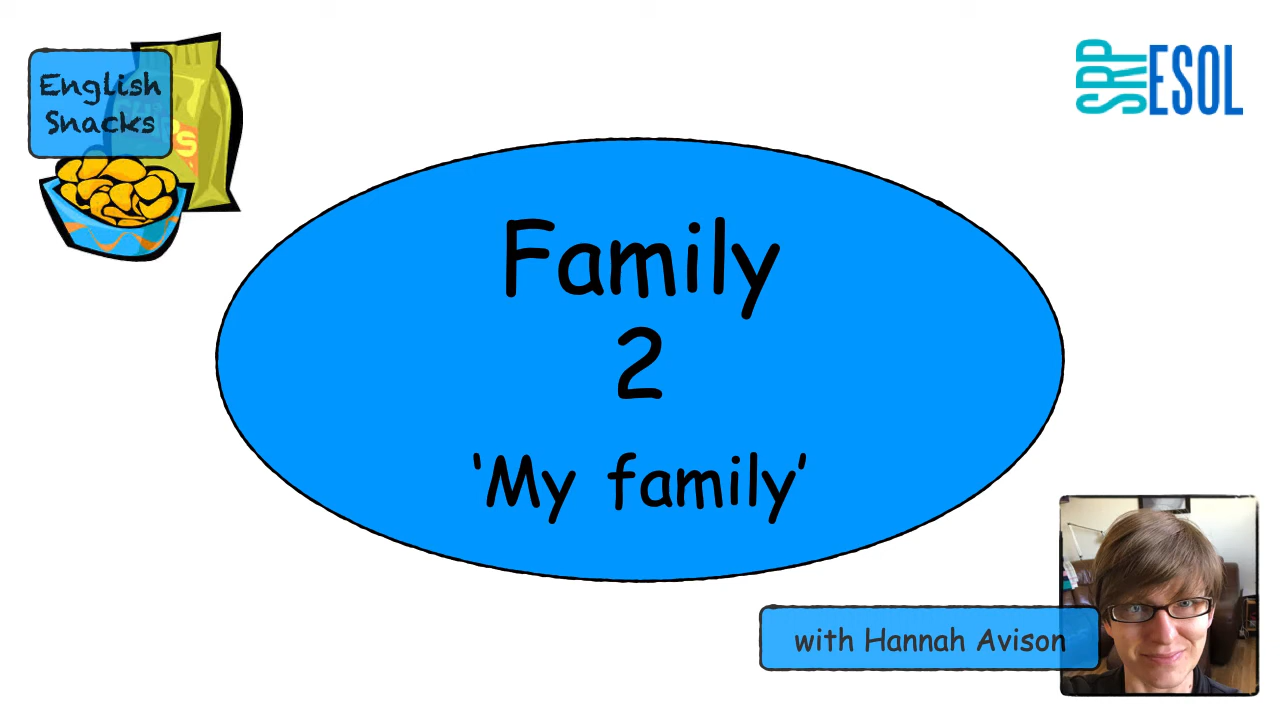 English
Snacks
SRP
ESOL
Family
2
‘My family’
with Hannah Avison